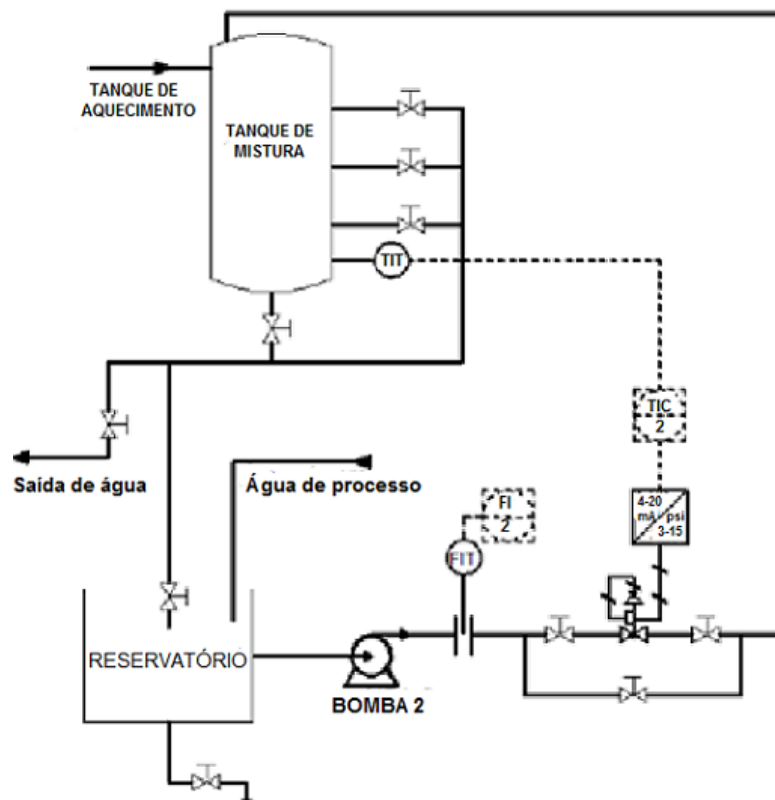 TANQUE DE
AQUECIMENTO
TANQUE DE
MISTURA
TIT
TIC
2
Saída de água
Água de processo
FI
2
4-20
mA
psi
3-15
FIT
RESERVATÓRIO
BOMBA 2